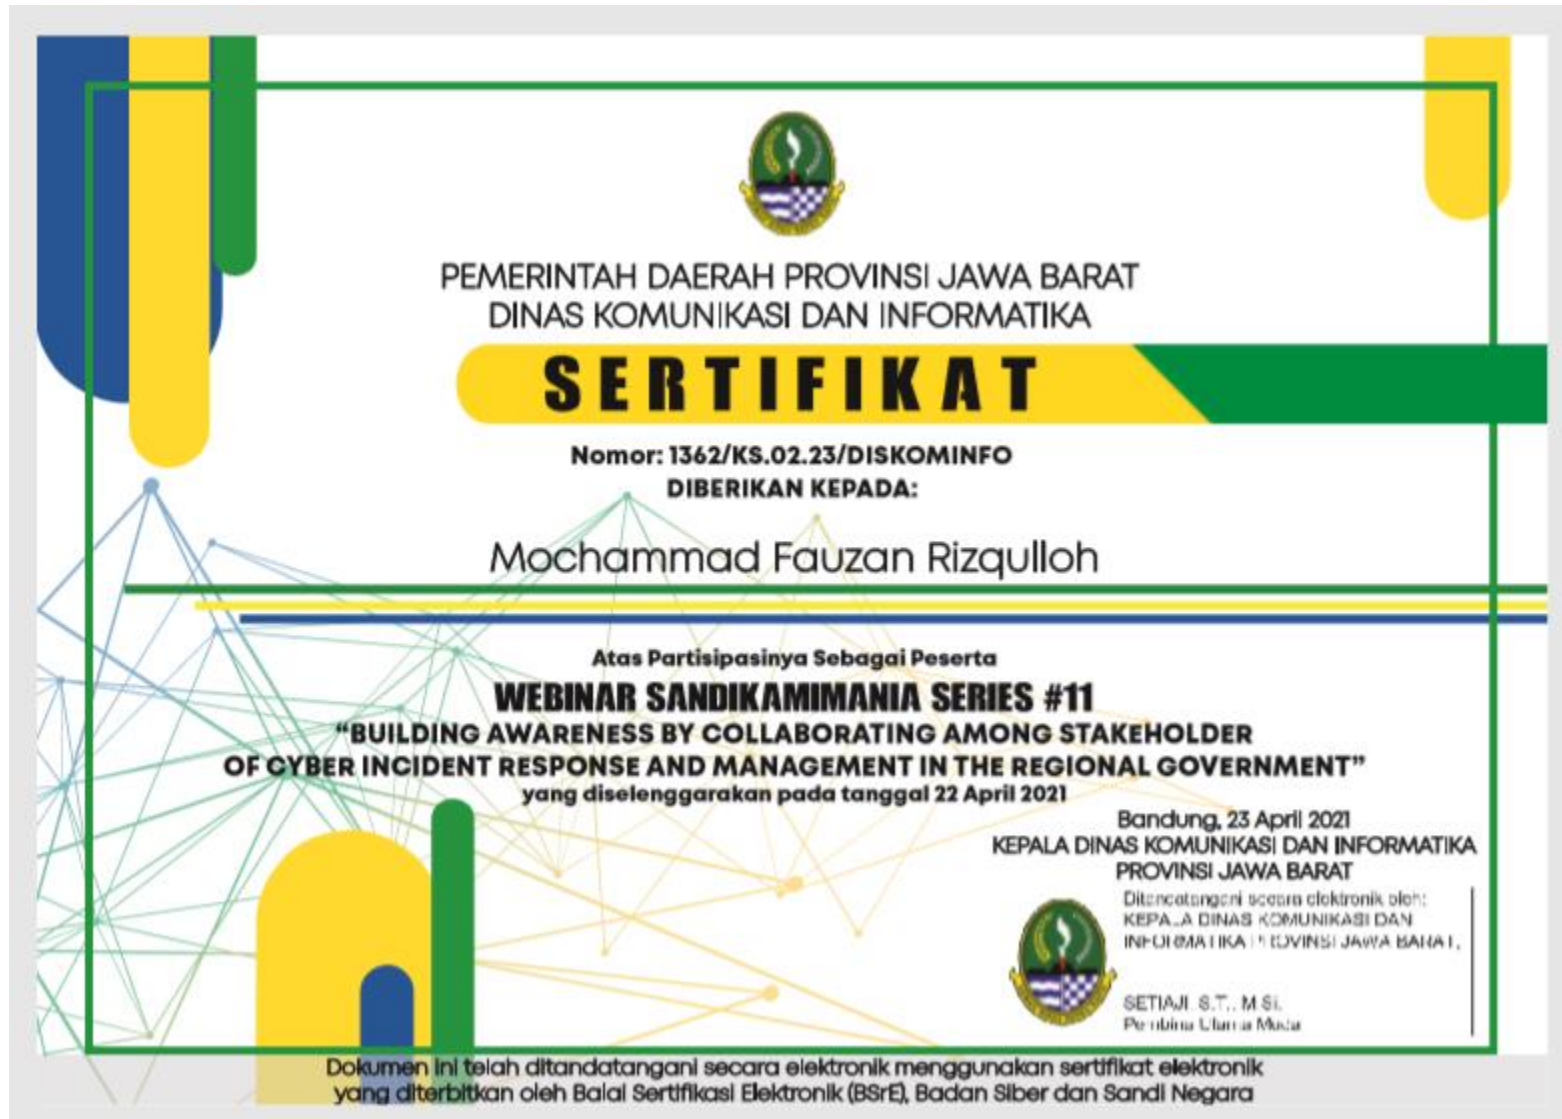 PEMERINTAH DAERAH PROVINSI JAWA BARAT
DINAS KOMUNIKASI DAN INFORMATIKA
SERTIFIKAT
Nomor: 1362/KS.02.23/DISKOMINFO
DIBERIKAN KEPADA:
Mochammad Fauzan Rizqulloh
Atas Partisipasinya Sebagai Peserta
WEBINAR SANDIKAMIMANIA SERIES #11
“BUILDING AWARENESS BY COLLABORATING AMONG STAKEHOLDER
OF CYBER INCIDENT RESPONSE AND MANAGEMENT IN THE REGIONAL GOVERNMENT”
yang diselenggarakan pada tanggal 22 April 2021
Bandung, 23 April 2021
KEPALA DINAS KOMUNIKASI DAN INFORMATIKA
PROVINSI JAWA BARAT
Ditandatangani secara elektronik oleh:
KEPALA DINAS KOMUNIKASI DAN
INFORMATIKA PROVINSI JAWA BARAT,
SETIAJI, S.T., M.Si.
Pembina Utama Muda
Dokumen ini telah ditandatangani secara elektronik menggunakan sertifikat elektronik
yang diterbitkan oleh Balai Sertifikasi Elektronik (BSrE), Badan Siber dan Sandi Negara